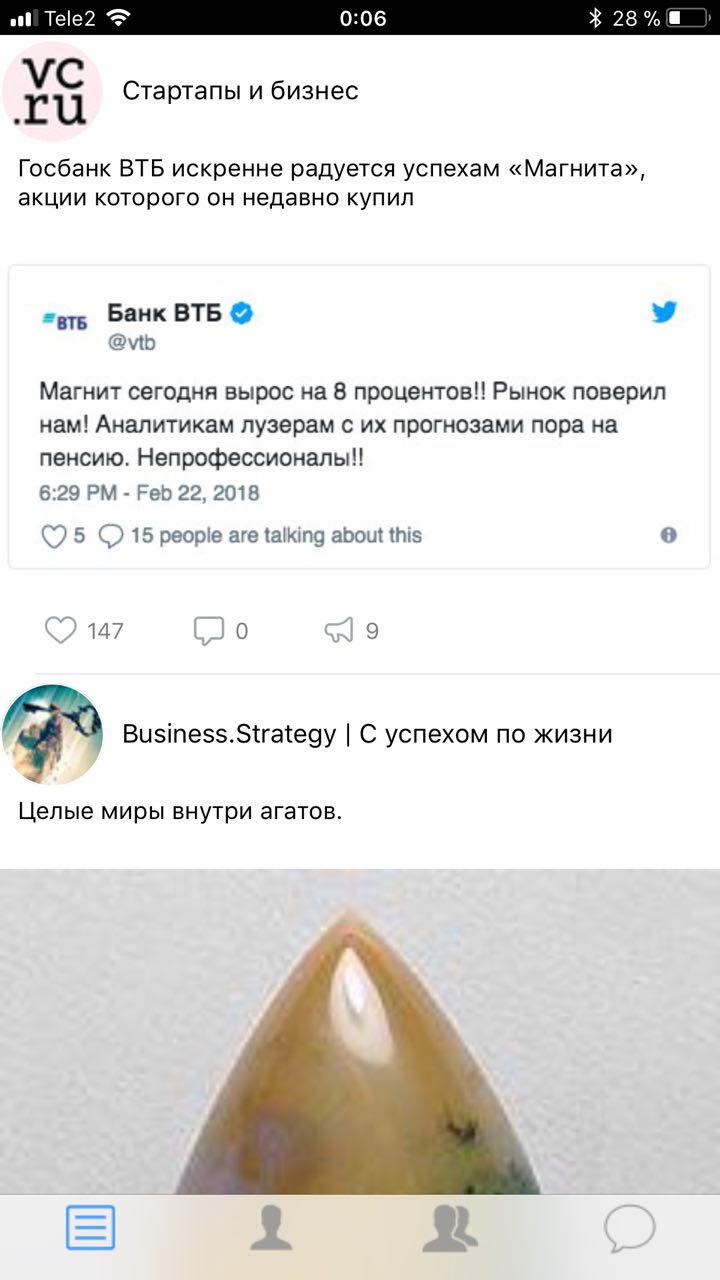 Tele2
0:06
28 %
vc
.ru
Стартапы и бизнес
Госбанк ВТБ искренне радуется успехам «Магнита»,
акции которого он недавно купил
ВТБ
Банк ВТБ
@vtb
Магнит сегодня вырос на 8 процентов!! Рынок поверил
нам! Аналитикам лузерам с их прогнозами пора на
пенсию. Непрофессионалы!!
6:29 PM - Feb 22, 2018
5 15 people are talking about this
147 0 9
Business.Strategy | С успехом по жизни
Целые миры внутри агатов.